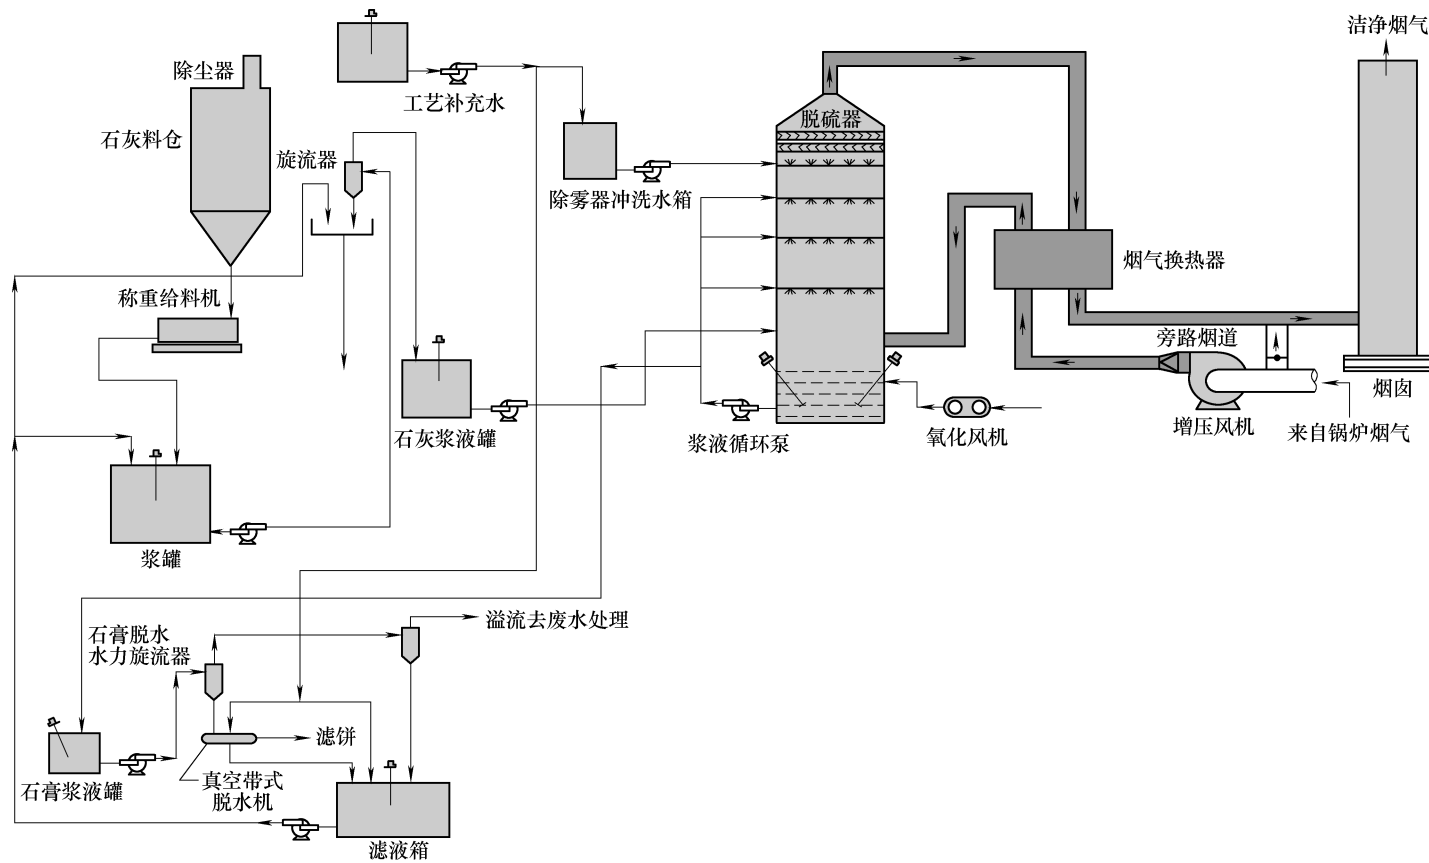 洁净烟气
除尘器
工艺补充水
脱硫器
石灰料仓
旋流器
除雾器冲洗水箱
烟气换热器
称重给料机
旁路烟道
烟囱
石灰浆液罐
浆液循环泵
氧化风机
增压风机
来自锅炉烟气
浆罐
溢流去废水处理
石膏脱水
水力旋流器
滤饼
石膏浆液罐
真空带式
脱水机
滤液箱